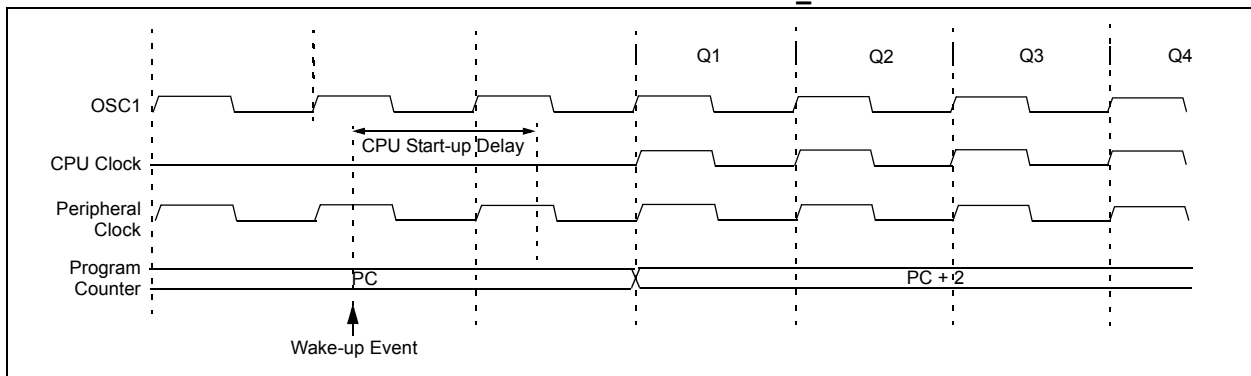 Q1 Q2 Q3 Q4
OSC1
CPU Start-up Delay
CPU Clock
Peripheral
Clock
Program
Counter
PC PC + 2
Wake-up Event